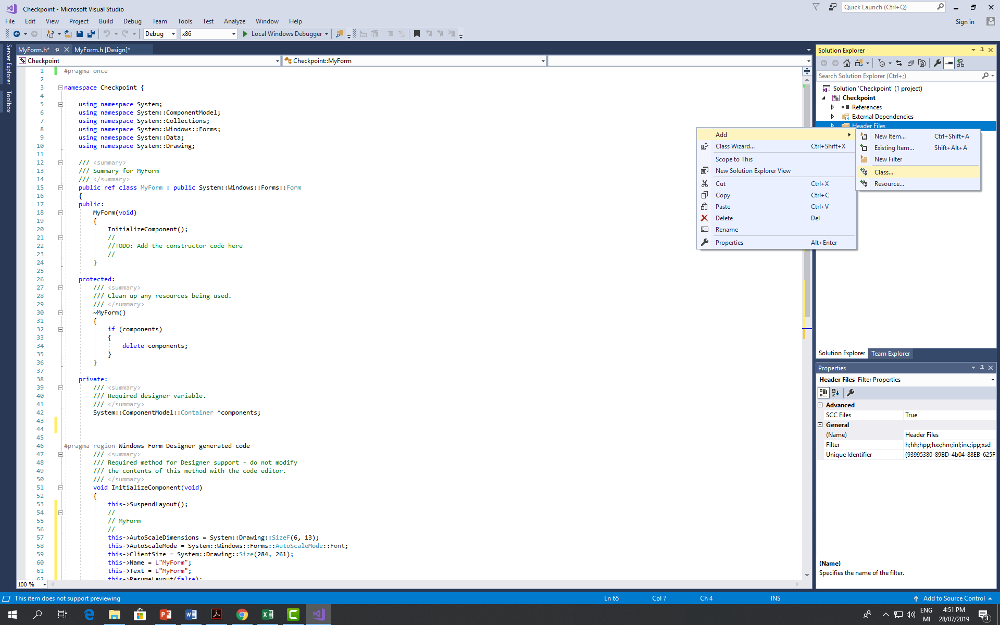 Checkpoint - Microsoft Visual Studio
Quick Launch (Ctrl+Q)
File Edit View Project Build Debug Team Tools Test Analyze Window Help
Sign in
Debug x86 Local Windows Debugger
Server Explorer
Toolbox
MyForm.h* MyForm.h [Design]*
Checkpoint Checkpoint::MyForm
1 #pragma once
2
3 namespace Checkpoint {
4
5 using namespace System;
6 using namespace System::ComponentModel;
7 using namespace System::Collections;
8 using namespace System::Windows::Forms;
9 using namespace System::Data;
10 using namespace System::Drawing;
11
12 /// <summary>
13 /// Summary for MyForm
14 /// </summary>
15 public ref class MyForm : public System::Windows::Forms::Form
16 {
17 public:
18 MyForm(void)
19 {
20 InitializeComponent();
21 //
22 //TODO: Add the constructor code here
23 //
24 }
25
26 protected:
27 /// <summary>
28 /// Clean up any resources being used.
29 /// </summary>
30 ~MyForm()
31 {
32 if (components)
33 {
34 delete components;
35 }
36 }
37
38 private:
39 /// <summary>
40 /// Required designer variable.
41 /// </summary>
42 System::ComponentModel::Container ^components;
43
44
45
46 #pragma region Windows Form Designer generated code
47 /// <summary>
48 /// Required method for Designer support - do not modify
49 /// the contents of this method with the code editor.
50 /// </summary>
51 void InitializeComponent(void)
52 {
53 this->SuspendLayout();
54 //
55 // MyForm
56 //
57 this->AutoScaleDimensions = System::Drawing::SizeF(6, 13);
58 this->AutoScaleMode = System::Windows::Forms::AutoScaleMode::Font;
59 this->ClientSize = System::Drawing::Size(284, 261);
60 this->Name = L"MyForm";
61 this->Text = L"MyForm";
62 this->ResumeLayout(false);
100 %
Add
Class Wizard... Ctrl+Shift+X
Scope to This
New Solution Explorer View
Cut Ctrl+X
Copy Ctrl+C
Paste Ctrl+V
Delete Del
Rename
Properties Alt+Enter
New Item... Ctrl+Shift+A
Existing Item... Shift+Alt+A
New Filter
Class...
Resource...
Solution Explorer
Search Solution Explorer (Ctrl+;)
Solution 'Checkpoint' (1 project)
Checkpoint
References
External Dependencies
Header Files
Solution Explorer Team Explorer
Properties
Header Files Filter Properties
Advanced
SCC Files True
General
(Name) Header Files
Filter h;hh;hpp;hxx;hm;inl;inc;ipp;xsd
Unique Identifier {93995380-89BD-4b04-88EB-625F
(Name)
Specifies the name of the filter.
This item does not support previewing Ln 65 Col 7 Ch 4 INS Add to Source Control
ENG
MI
4:51 PM
28/07/2019
3